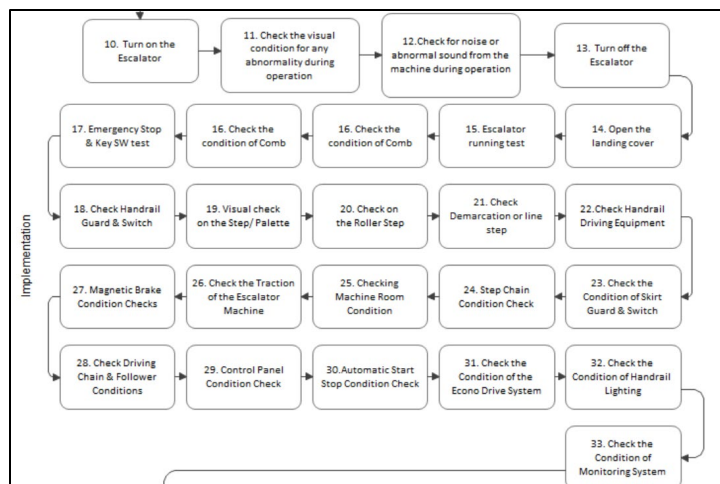 10. Turn on the
Escalator
11. Check the visual
condition for any
abnormality during
operation
12.Check for noise or
abnormal sound from the
machine during operation
13. Turn off the
Escalator
17. Emergency Stop
& Key SW test
16. Check the
condition of Comb
16. Check the
condition of Comb
15. Escalator
running test
14. Open the
landing cover
Implementation
18. Check Handrail
Guard & Switch
19. Visual check
on the Step/ Palette
20. Check on
the Roller Step
21. Check
Demarcation or line
step
22.Check Handrail
Driving Equipment
27. Magnetic Brake
Condition Checks
26. Check the Traction
of the Escalator
Machine
25. Checking
Machine Room
Condition
24. Step Chain
Condition Check
23. Check the
Condition of Skirt
Guard & Switch
28. Check Driving
Chain & Follower
Conditions
29. Control Panel
Condition Check
30.Automatic Start
Stop Condition Check
31. Check the
Condition of the
Econo Drive System
32. Check the
Condition of Handrail
Lighting
33. Check the
Condition of
Monitoring System